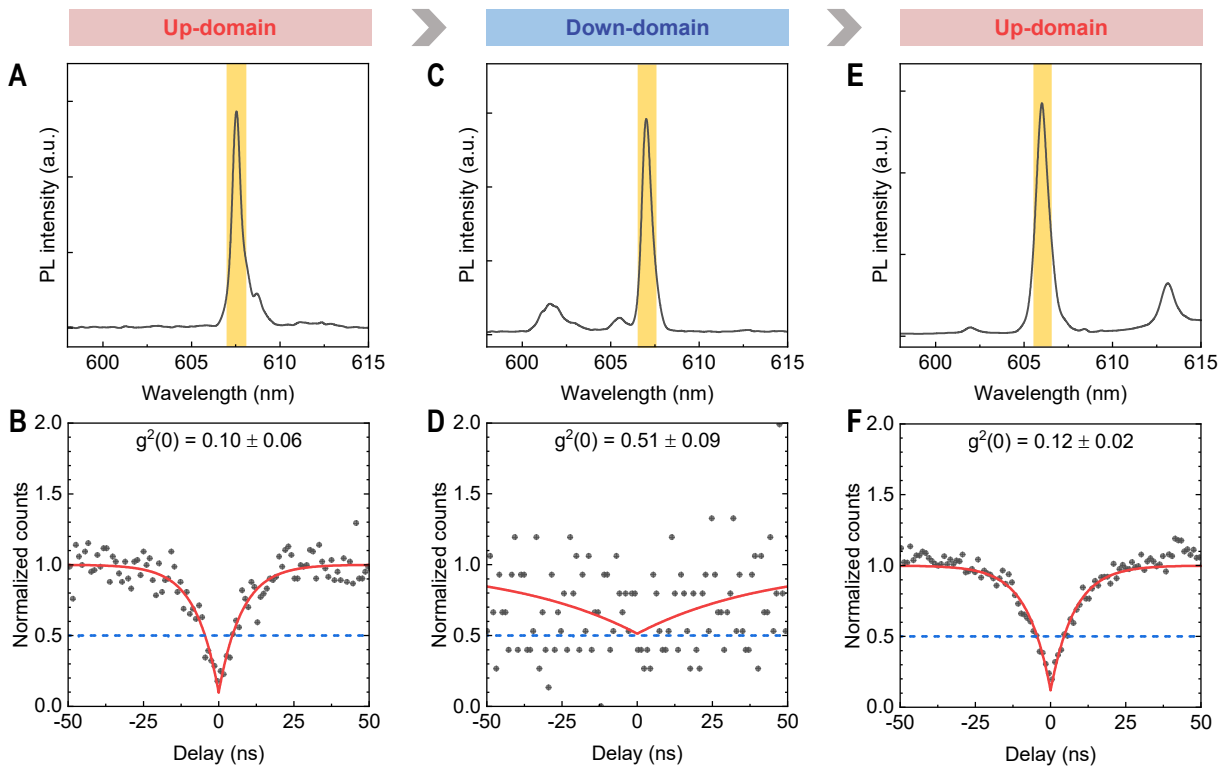 Up-domain
Down-domain
Up-domain
A
PL intensity (a.u.)
600 605 610 615
Wavelength (nm)
C
PL intensity (a.u.)
600 605 610 615
Wavelength (nm)
E
PL intensity (a.u.)
600 605 610 615
Wavelength (nm)
B
g²(0) = 0.10 ± 0.06
Normalized counts
2.0
1.5
1.0
0.5
0.0
-50 -25 0 25 50
Delay (ns)
D
g²(0) = 0.51 ± 0.09
Normalized counts
2.0
1.5
1.0
0.5
0.0
-50 -25 0 25 50
Delay (ns)
F
g²(0) = 0.12 ± 0.02
Normalized counts
2.0
1.5
1.0
0.5
0.0
-50 -25 0 25 50
Delay (ns)